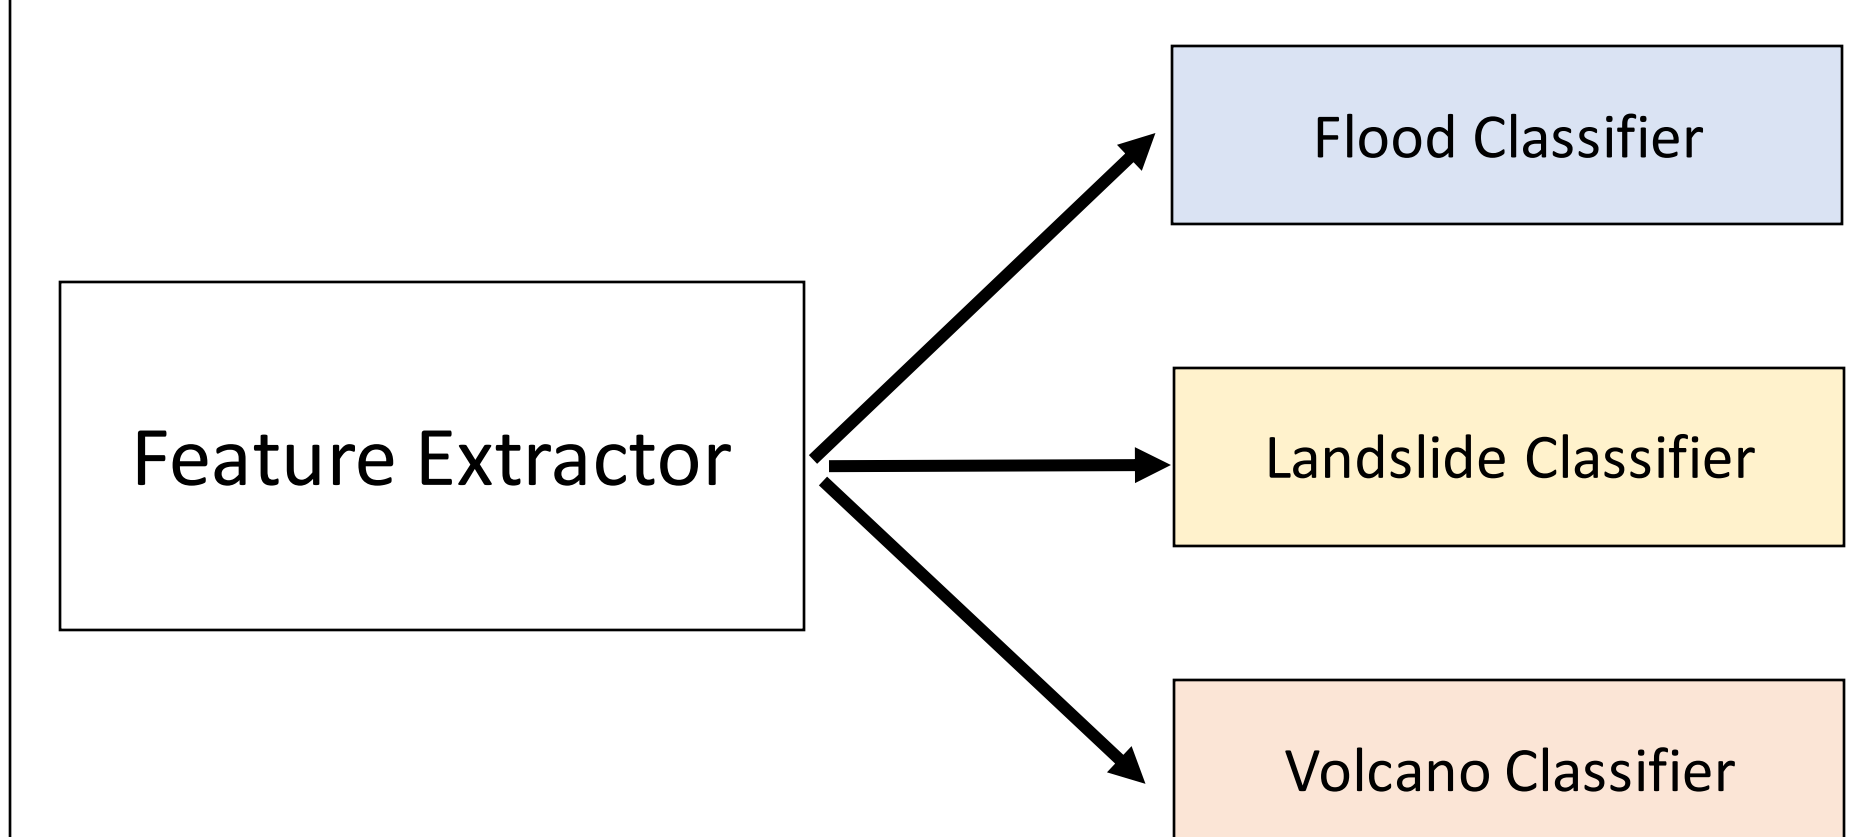 Flood Classifier
Feature Extractor
Landslide Classifier
Volcano Classifier